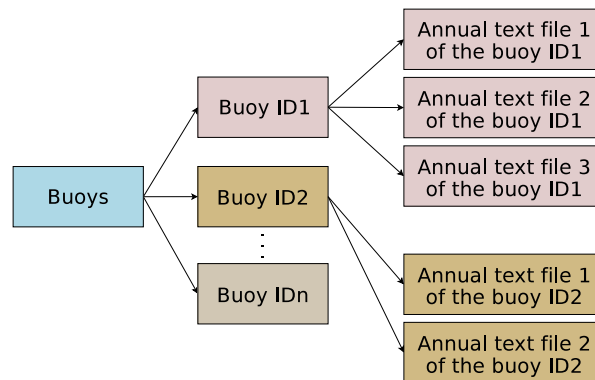 Buoys
Buoy ID1
Buoy ID2
Buoy IDn
Annual text file 1
of the buoy ID1
Annual text file 2
of the buoy ID1
Annual text file 3
of the buoy ID1
Annual text file 1
of the buoy ID2
Annual text file 2
of the buoy ID2